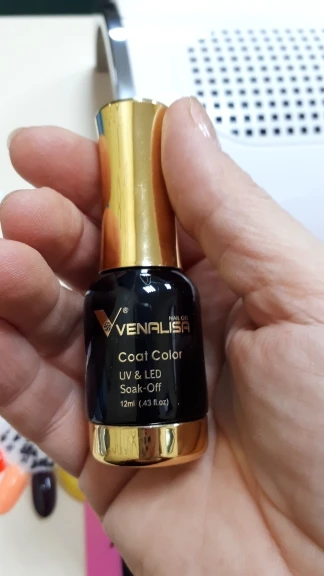 ®
NAIL GEL
VENALISA
Coat Color
UV & LED
Soak-Off
12ml (.43 fl.oz)